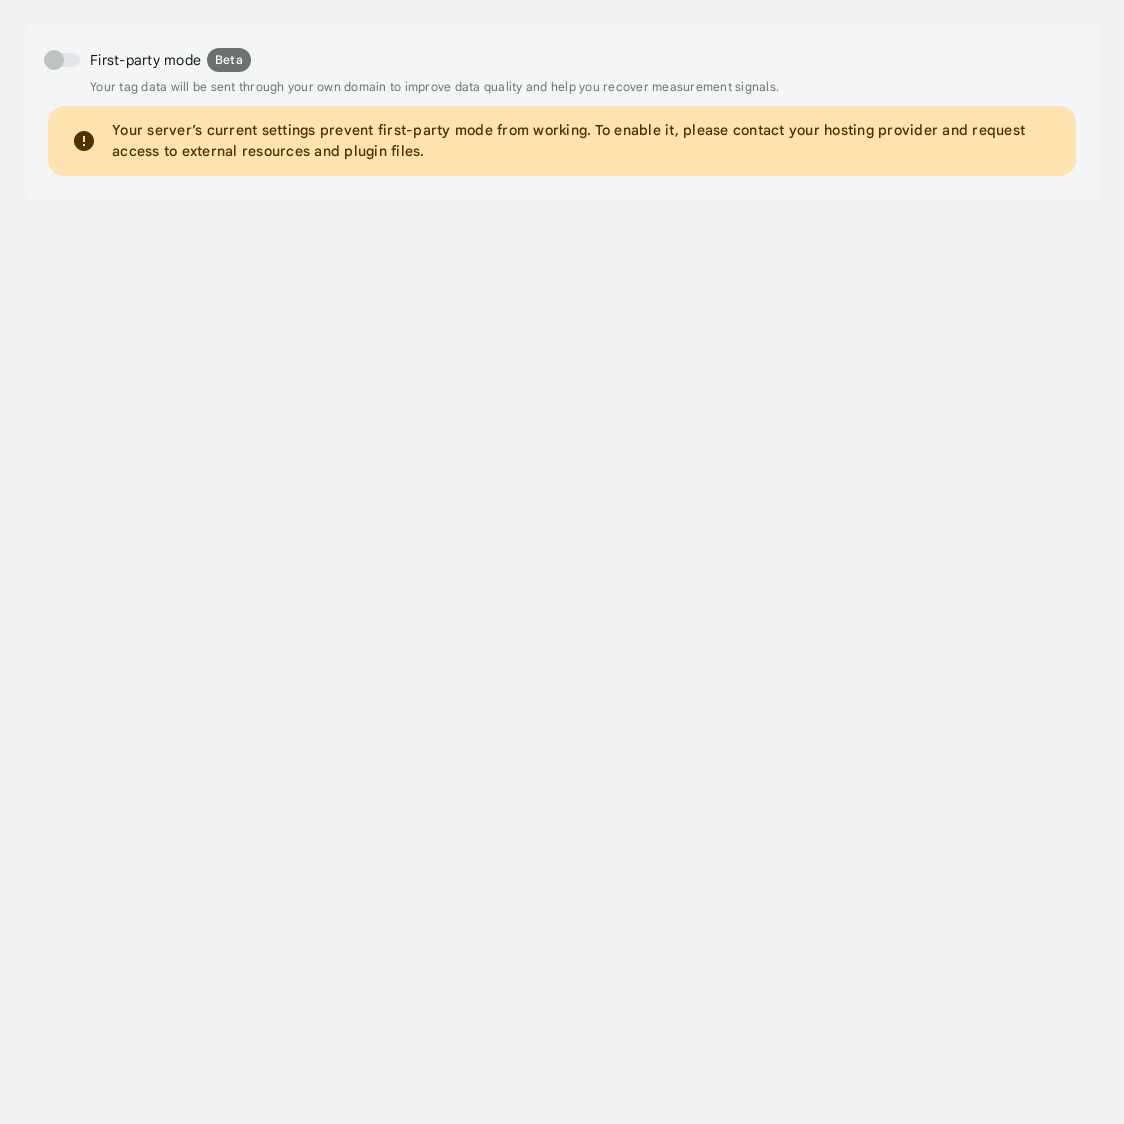 First-party mode Beta
Your tag data will be sent through your own domain to improve data quality and help you recover measurement signals.
Your server’s current settings prevent first-party mode from working. To enable it, please contact your hosting provider and request
access to external resources and plugin files.